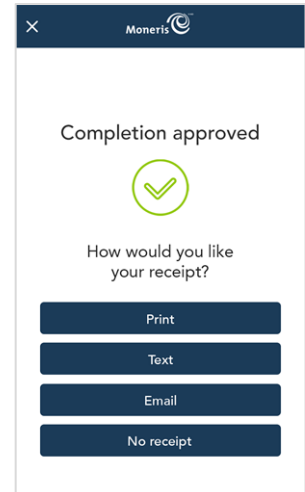 Moneris
Completion approved
How would you like
your receipt?
Print
Text
Email
No receipt